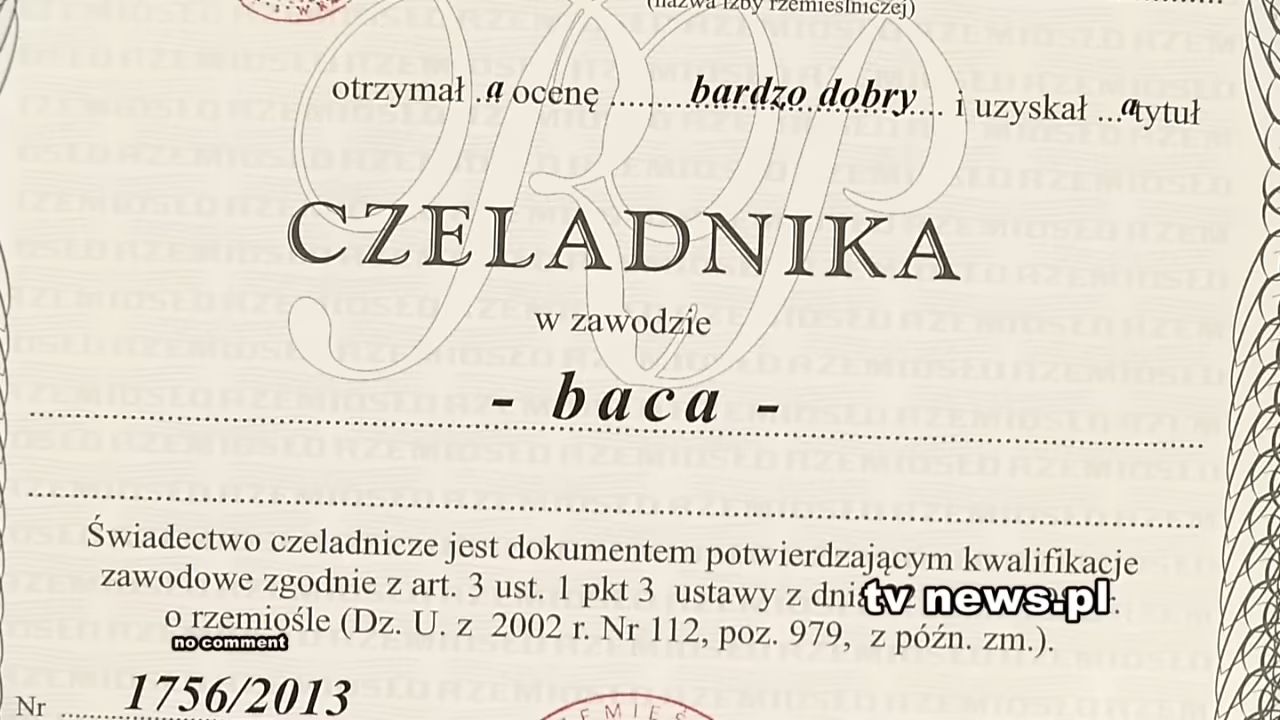 (nazwa izby rzemieślniczej)
otrzymał .a ocenę ........bardzo dobry.... i uzyskał ...a tytuł
CZELADNIKA
w zawodzie
- baca -
Świadectwo czeladnicze jest dokumentem potwierdzającym kwalifikacje
zawodowe zgodnie z art. 3 ust. 1 pkt 3 ustawy z dnia
tv news.pl
o rzemiośle (Dz. U. z 2002 r. Nr 112, poz. 979, z późn. zm.).
no comment
Nr ....1756/2013